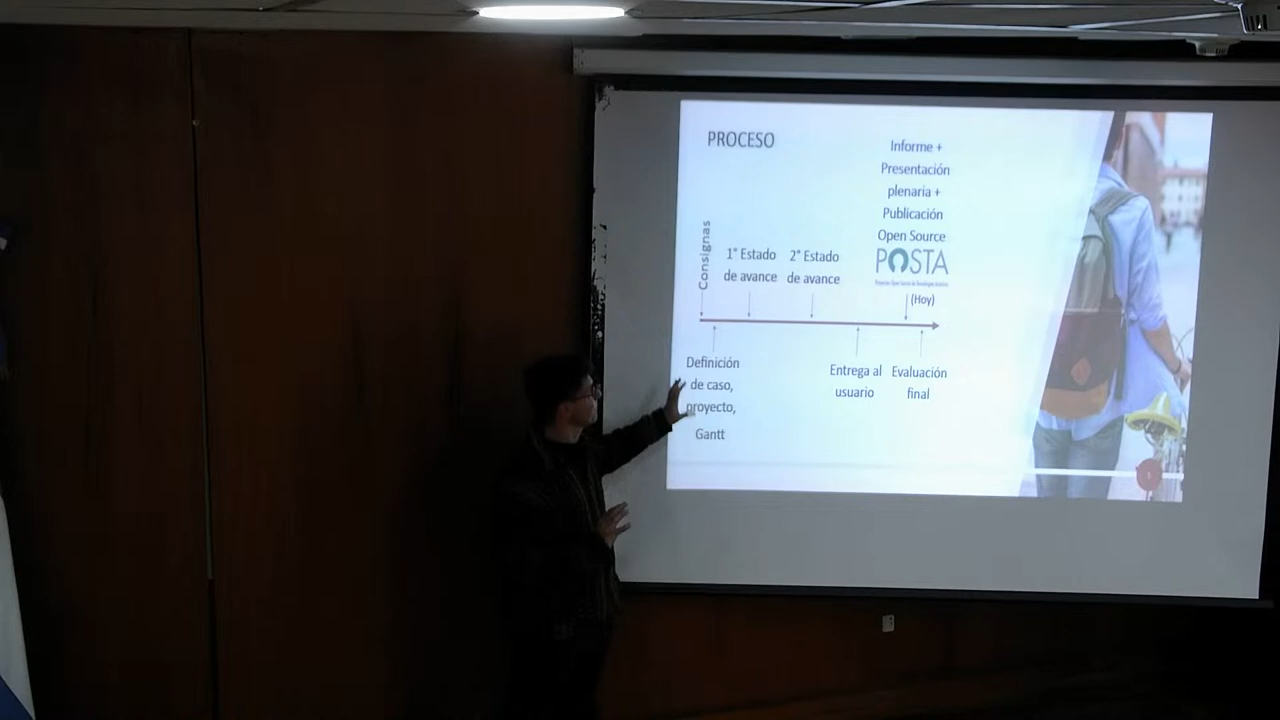 PROCESO
Informe +
Presentación
plenaria +
Publicación
Open Source
POSTA
(Hoy)
Consignas
1° Estado
de avance
2° Estado
de avance
Definición
de caso,
proyecto,
Gantt
Entrega al
usuario
Evaluación
final